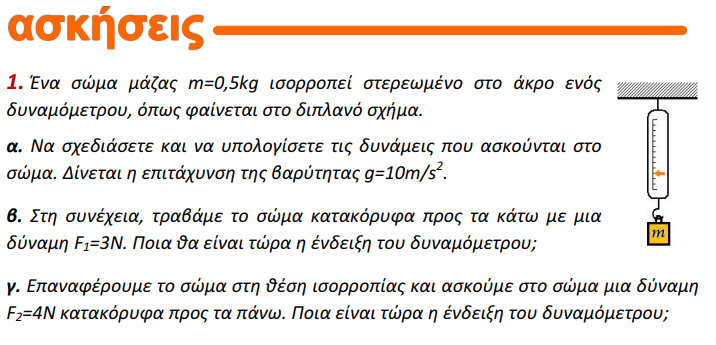 ασκήσεις
1. Ένα σώμα μάζας m=0,5kg ισορροπεί στερεωμένο στο άκρο ενός
δυναμόμετρου, όπως φαίνεται στο διπλανό σχήμα.
α. Να σχεδιάσετε και να υπολογίσετε τις δυνάμεις που ασκούνται στο
σώμα. Δίνεται η επιτάχυνση της βαρύτητας g=10m/s².
β. Στη συνέχεια, τραβάμε το σώμα κατακόρυφα προς τα κάτω με μια
δύναμη F₁=3N. Ποια θα είναι τώρα η ένδειξη του δυναμόμετρου;
m
γ. Επαναφέρουμε το σώμα στη θέση ισορροπίας και ασκούμε στο σώμα μια δύναμη
F₂=4N κατακόρυφα προς τα πάνω. Ποια είναι τώρα η ένδειξη του δυναμόμετρου;